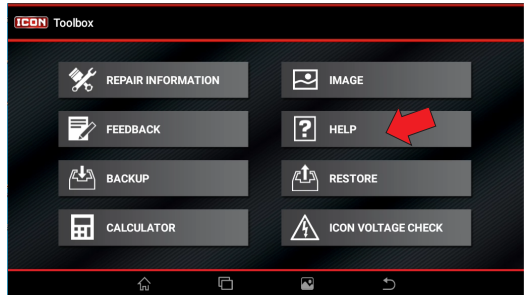 ICON Toolbox
REPAIR INFORMATION
IMAGE
FEEDBACK
? HELP
BACKUP
RESTORE
CALCULATOR
ICON VOLTAGE CHECK